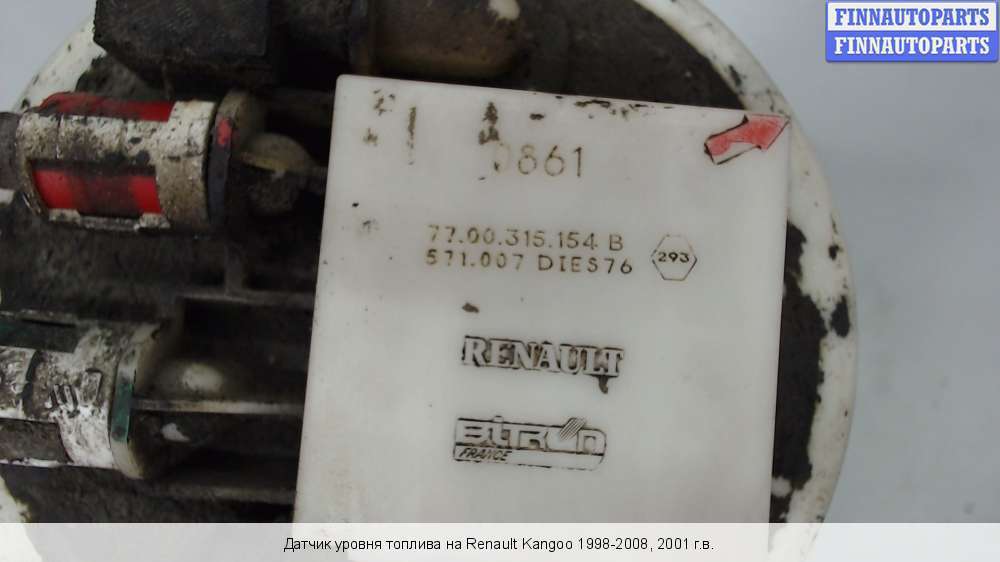 FINNAUTOPARTS
FINNAUTOPARTS
0861
77.00.315.154 B
571.007 DIES76
293
RENAULT
BITRON
FRANCE
Датчик уровня топлива на Renault Kangoo 1998-2008, 2001 г.в.